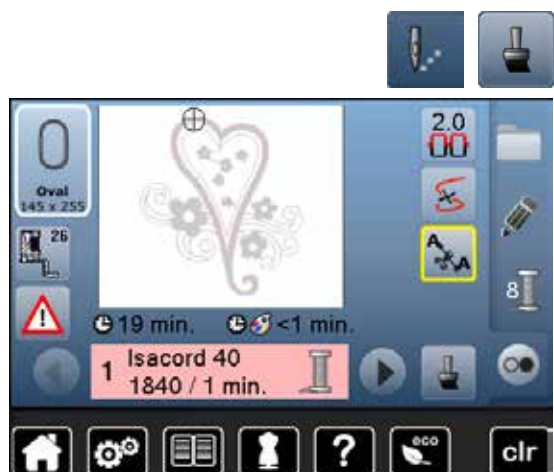 2.0
Oval
145 x 255
26
A
A
8
19 min.
<1 min.
1
Isacord 40
1840 / 1 min.
?
eco
clr